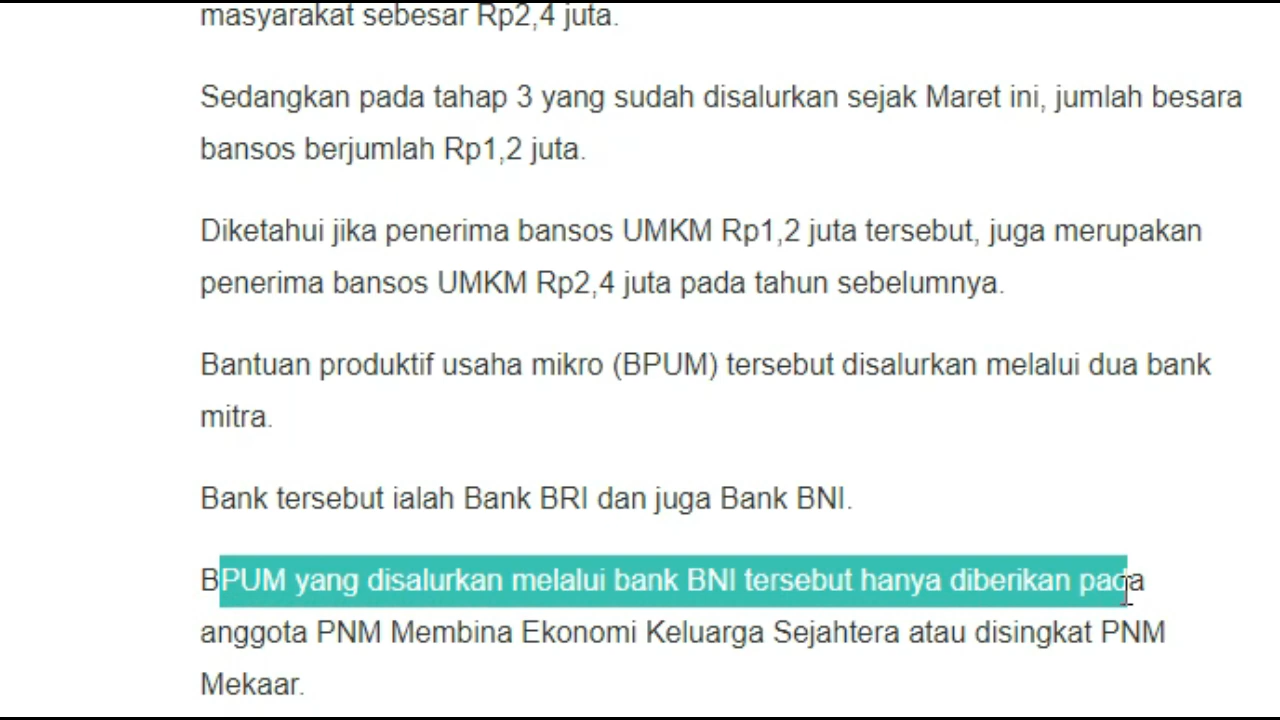 masyarakat sebesar Rp2,4 juta.
Sedangkan pada tahap 3 yang sudah disalurkan sejak Maret ini, jumlah besara
bansos berjumlah Rp1,2 juta.
Diketahui jika penerima bansos UMKM Rp1,2 juta tersebut, juga merupakan
penerima bansos UMKM Rp2,4 juta pada tahun sebelumnya.
Bantuan produktif usaha mikro (BPUM) tersebut disalurkan melalui dua bank
mitra.
Bank tersebut ialah Bank BRI dan juga Bank BNI.
BPUM yang disalurkan melalui bank BNI tersebut hanya diberikan pada
anggota PNM Membina Ekonomi Keluarga Sejahtera atau disingkat PNM
Mekaar.